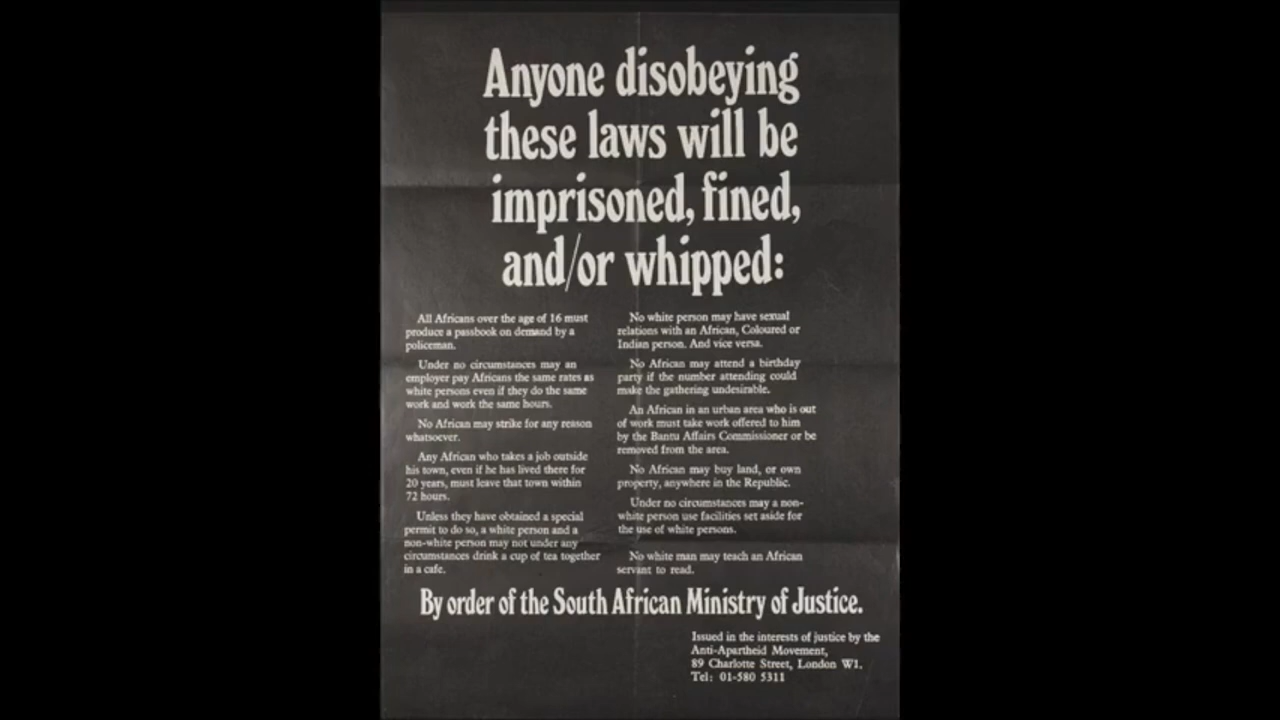 Anyone disobeying
these laws will be
imprisoned, fined,
and/or whipped:
All Africans over the age of 16 must
produce a passbook on demand by a
policeman.
Under no circumstances may an
employer pay Africans the same rates as
white persons even if they do the same
work and work the same hours.
No African may strike for any reason
whatsoever.
Any African who takes a job outside
his town, even if he has lived there for
20 years, must leave that town within
72 hours.
Unless they have obtained a special
permit to do so, a white person and a
non-white person may not under any
circumstances drink a cup of tea together
in a cafe.
No white person may have sexual
relations with an African, Coloured or
Indian person. And vice versa.
No African may attend a birthday
party if the number attending could
make the gathering undesirable.
An African in an urban area who is out
of work must take work offered to him
by the Bantu Affairs Commissioner or be
removed from the area.
No African may buy land, or own
property, anywhere in the Republic.
Under no circumstances may a non-
white person use facilities set aside for
the use of white persons.
No white man may teach an African
servant to read.
By order of the South African Ministry of Justice.
Issued in the interests of justice by the
Anti-Apartheid Movement,
89 Charlotte Street, London W1.
Tel: 01-580 5311